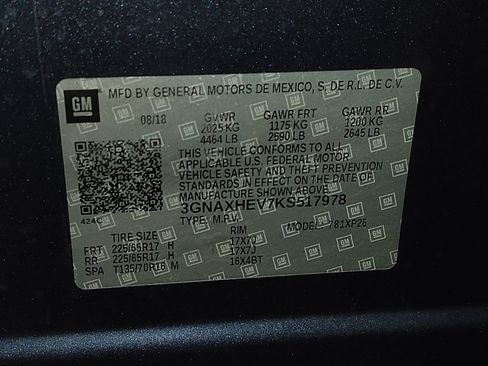 GM
MFD BY GENERAL MOTORS DE MEXICO, S. DE R.L. DE C.V.
08/18 GVWR GAWR FRT GAWR RR
2025 KG 1175 KG 1200 KG
4464 LB 2590 LB 2645 LB
THIS VEHICLE CONFORMS TO ALL
APPLICABLE U.S. FEDERAL MOTOR
VEHICLE SAFETY AND THEFT PREVENTION
STANDARDS IN EFFECT ON THE DATE OF
MANUFACTURE SHOWN ABOVE.
424C 3GNAXHEV7KS517978
TYPE: M.P.V. MODEL: 781XP26
TIRE SIZE RIM
FRT 225/65R17 H 17X7J
RR 225/65R17 H 17X7J
SPA T135/70R16 M 16X4BT